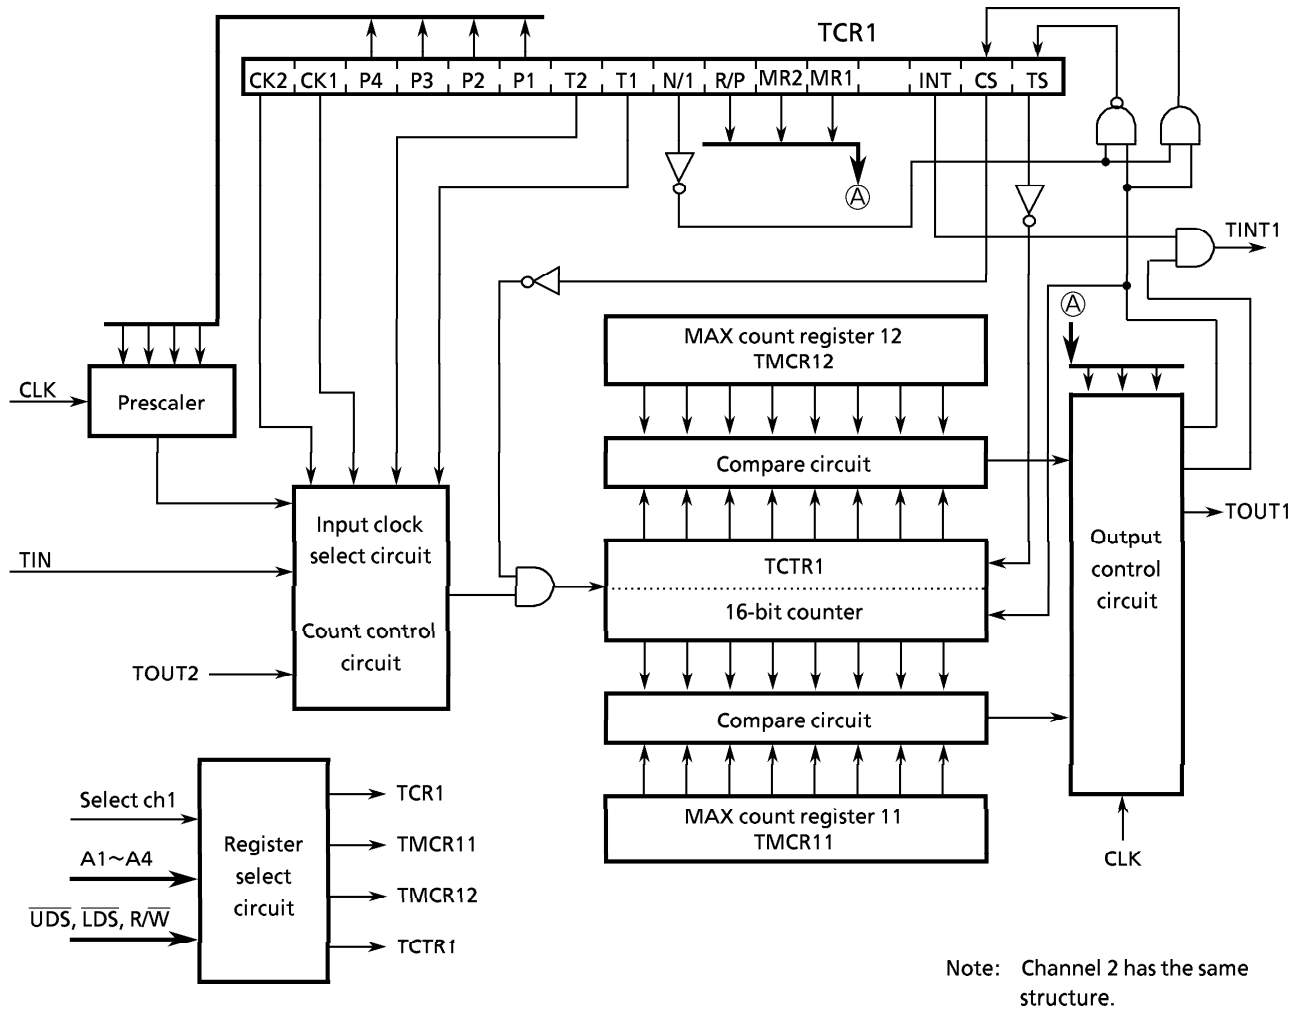 TCR1
CK2 CK1 P4 P3 P2 P1 T2 T1 N/1 R/P MR2 MR1 INT CS TS
A
TINT1
A
MAX count register 12
TMCR12
CLK
Prescaler
Compare circuit
TOUT1
Input clock
select circuit
Count control
circuit
TIN
TCTR1
16-bit counter
Output
control
circuit
TOUT2
Compare circuit
MAX count register 11
TMCR11
CLK
Select ch1
A1~A4
U̅D̅S̅, L̅D̅S̅, R/W̅
Register
select
circuit
TCR1
TMCR11
TMCR12
TCTR1
Note: Channel 2 has the same
structure.